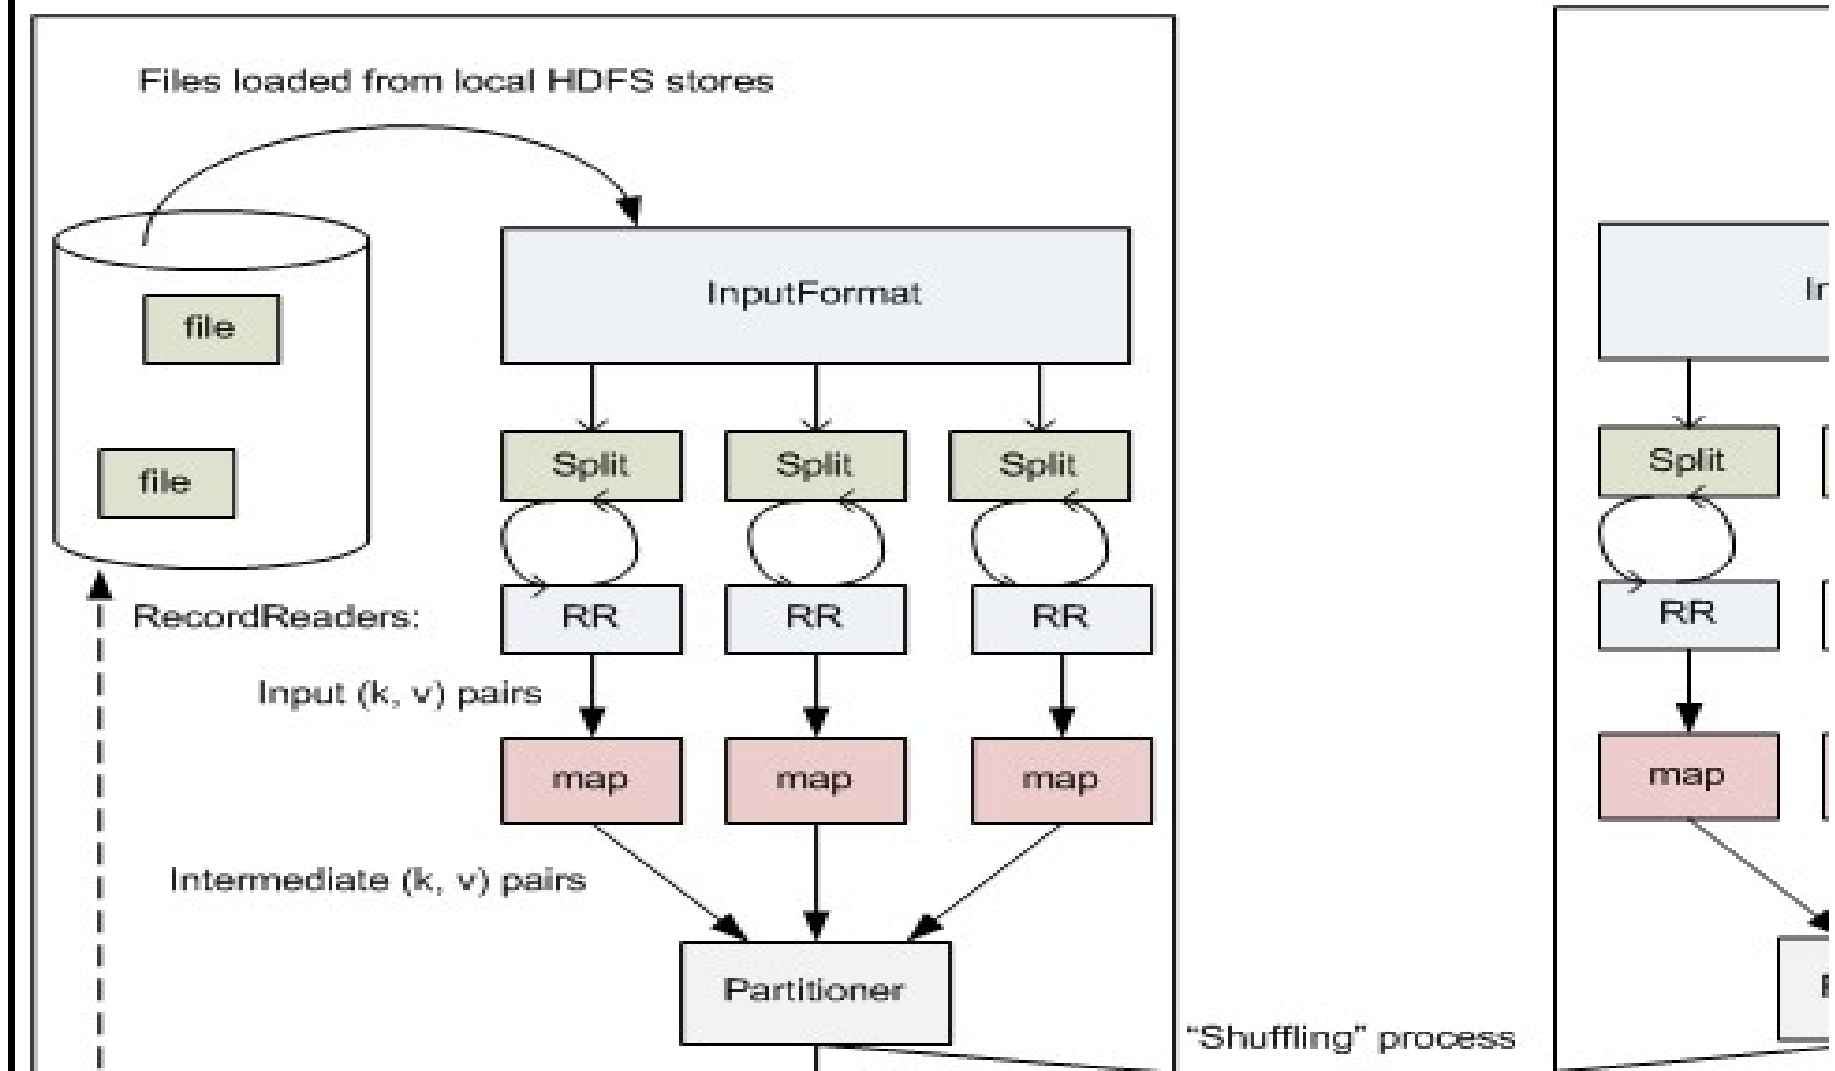 Files loaded from local HDFS stores
InputFormat
file
Split Split Split
file
RecordReaders: RR RR RR
Input (k, v) pairs
map map map
Intermediate (k, v) pairs
Partitioner
"Shuffling" process
Split
RR
map